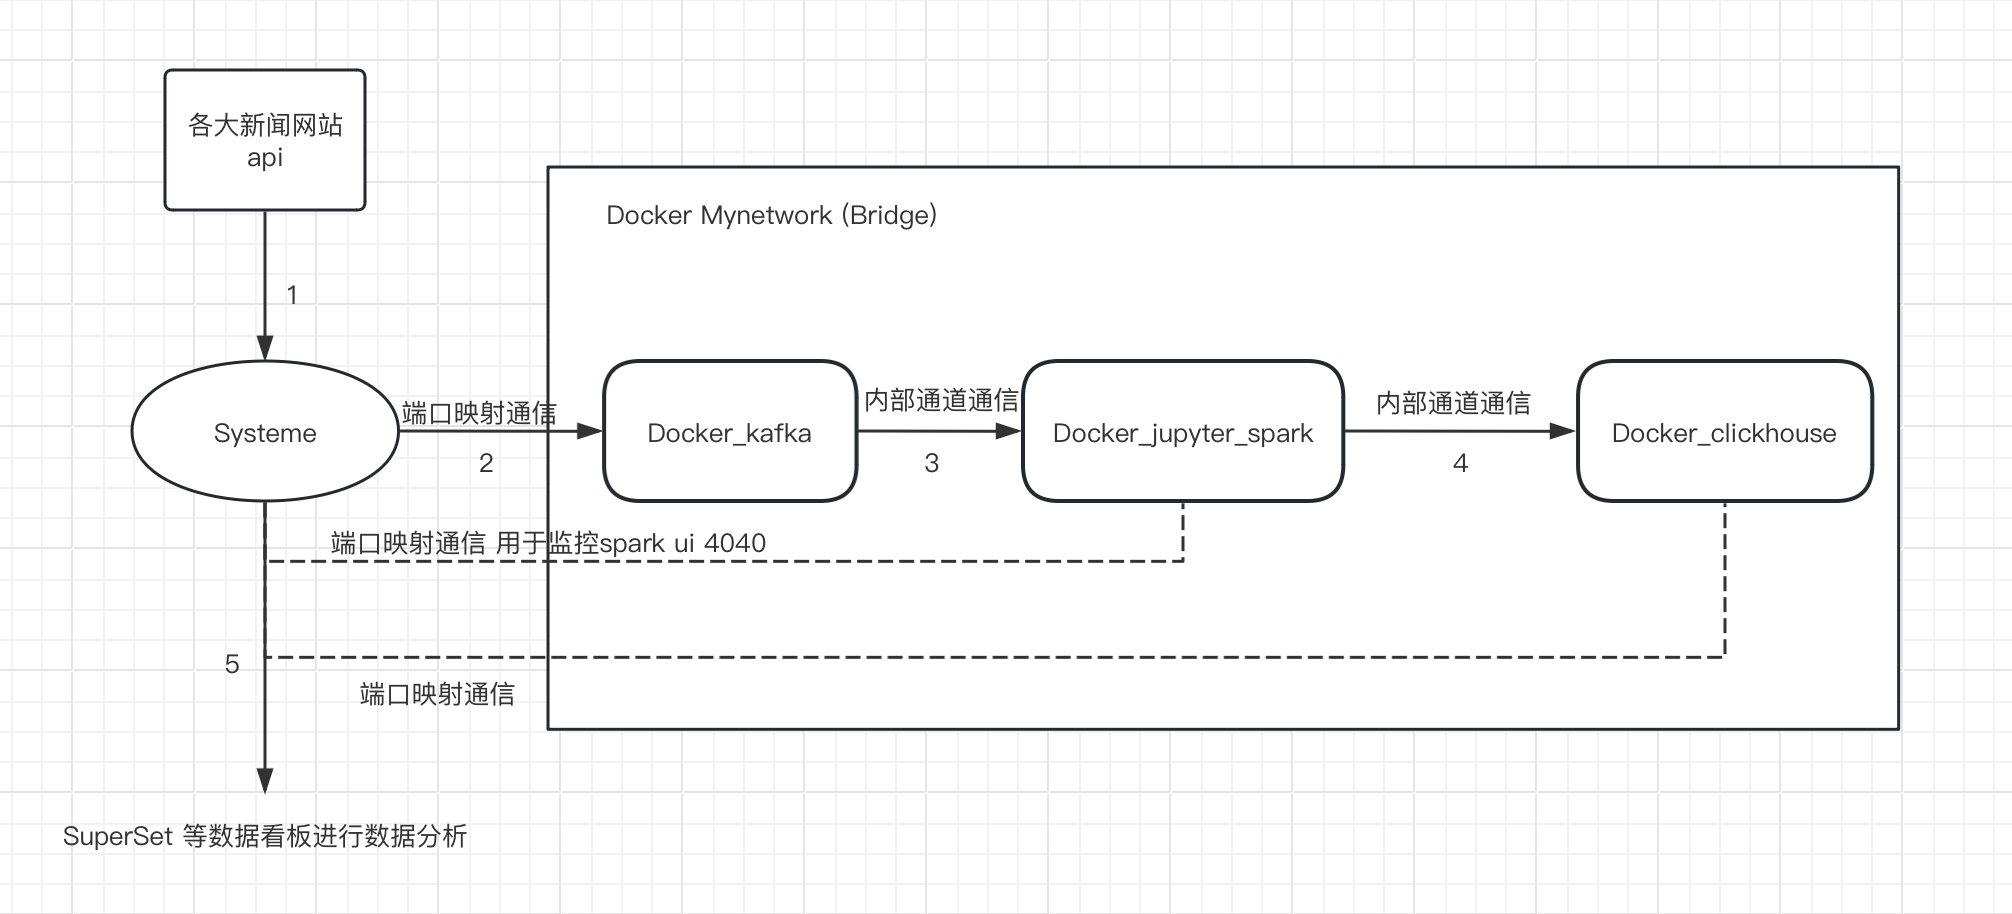 各大新闻网站
api
Docker Mynetwork (Bridge)
1
Systeme
端口映射通信
2
Docker_kafka
内部通道通信
3
Docker_jupyter_spark
内部通道通信
4
Docker_clickhouse
端口映射通信 用于监控spark ui 4040
5
端口映射通信
SuperSet 等数据看板进行数据分析